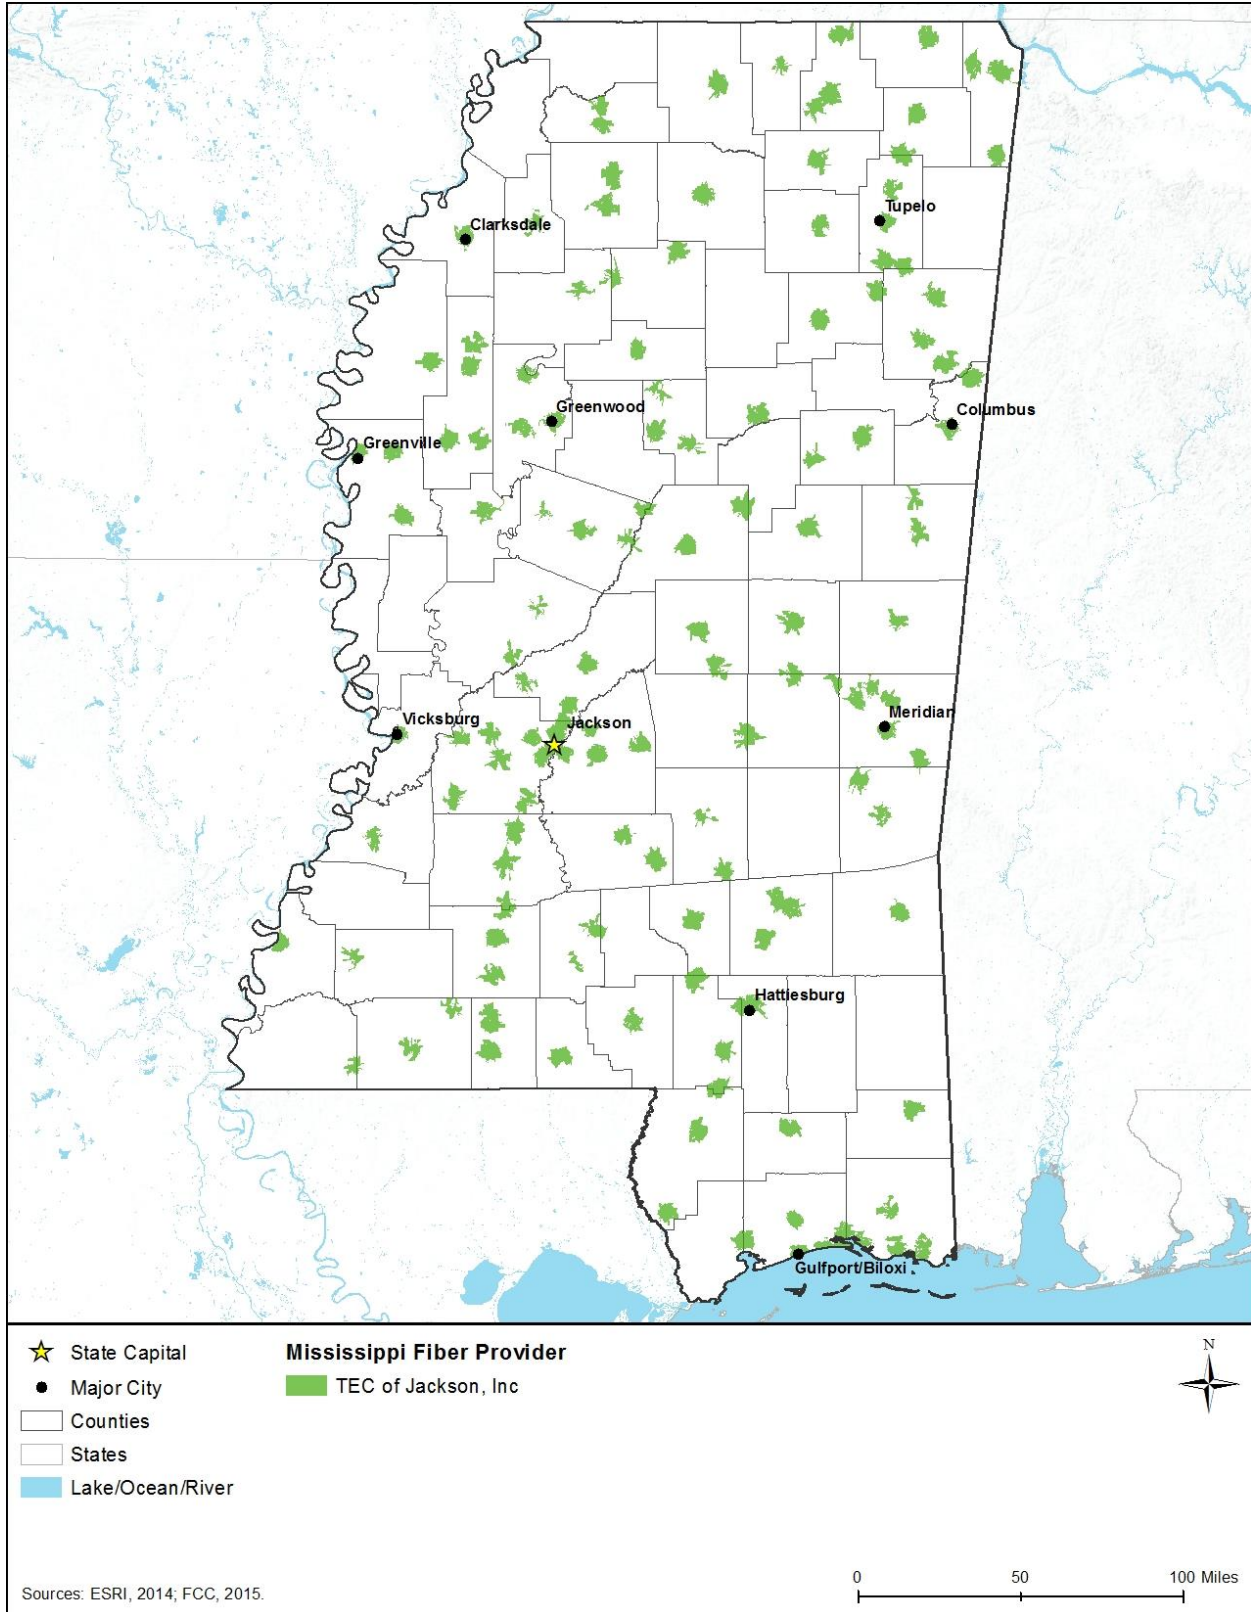 Tupelo
Clarksdale
Greenwood
Columbus
Greenville
Vicksburg
Jackson
Meridian
Hattiesburg
Gulfport/Biloxi
State Capital
Mississippi Fiber Provider
N
Major City
TEC of Jackson, Inc
Counties
States
Lake/Ocean/River
0 50 100 Miles
Sources: ESRI, 2014; FCC, 2015.